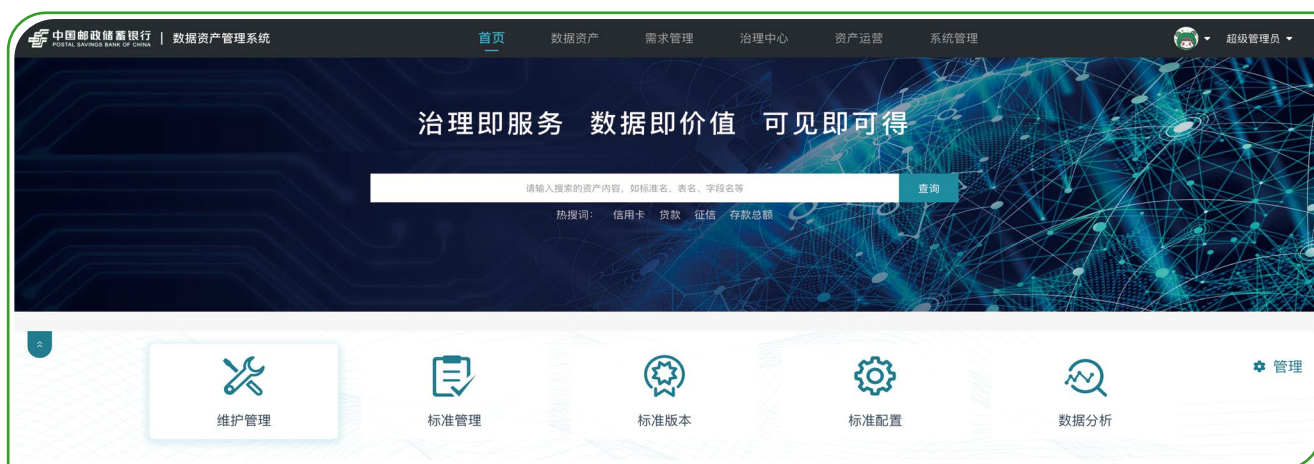 中国邮政储蓄银行
POSTAL SAVINGS BANK OF CHINA
数据资产管理系统
首页 数据资产 需求管理 治理中心 资产运营 系统管理
超级管理员
治理即服务 数据即价值 可见即可得
请输入搜索的资产内容，如标准名、表名、字段名等
查询
热搜词： 信用卡 贷款 征信 存款总额
管理
维护管理 标准管理 标准版本 标准配置 数据分析